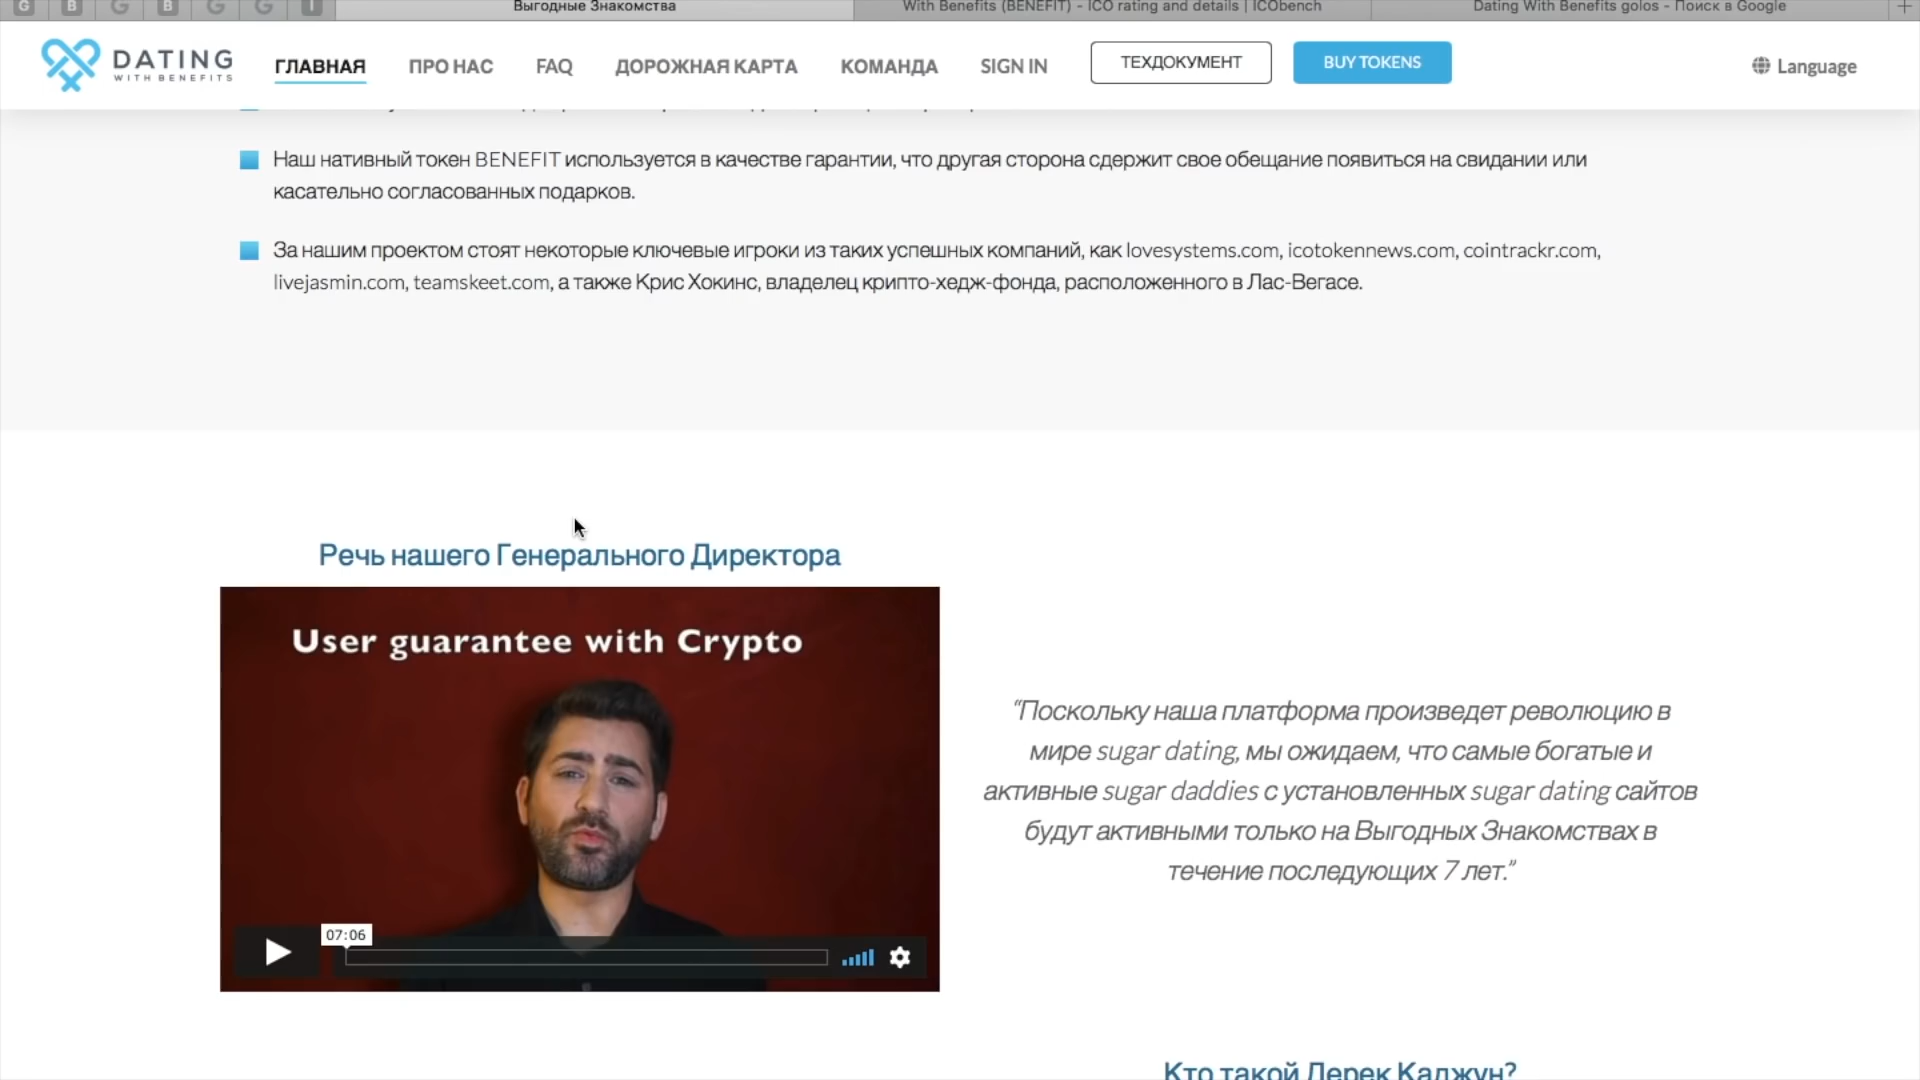 G B G B G G I
Выгодные Знакомства
With Benefits (BENEFIT) - ICO rating and details | ICObench
Dating With Benefits golos - Поиск в Google
DATING
WITH BENEFITS
ГЛАВНАЯ
ПРО НАС
FAQ
ДОРОЖНАЯ КАРТА
КОМАНДА
SIGN IN
ТЕХДОКУМЕНТ
BUY TOKENS
Language
Наш нативный токен BENEFIT используется в качестве гарантии, что другая сторона сдержит свое обещание появиться на свидании или
касательно согласованных подарков.
За нашим проектом стоят некоторые ключевые игроки из таких успешных компаний, как lovesystems.com, icotokennews.com, cointrackr.com,
livejasmin.com, teamskeet.com, а также Крис Хокинс, владелец крипто-хедж-фонда, расположенного в Лас-Вегасе.
Речь нашего Генерального Директора
User guarantee with Crypto
07:06
“Поскольку наша платформа произведет революцию в
мире sugar dating, мы ожидаем, что самые богатые и
активные sugar daddies с установленных sugar dating сайтов
будут активными только на Выгодных Знакомствах в
течение последующих 7 лет.”
Кто такой Дерек Каджун?